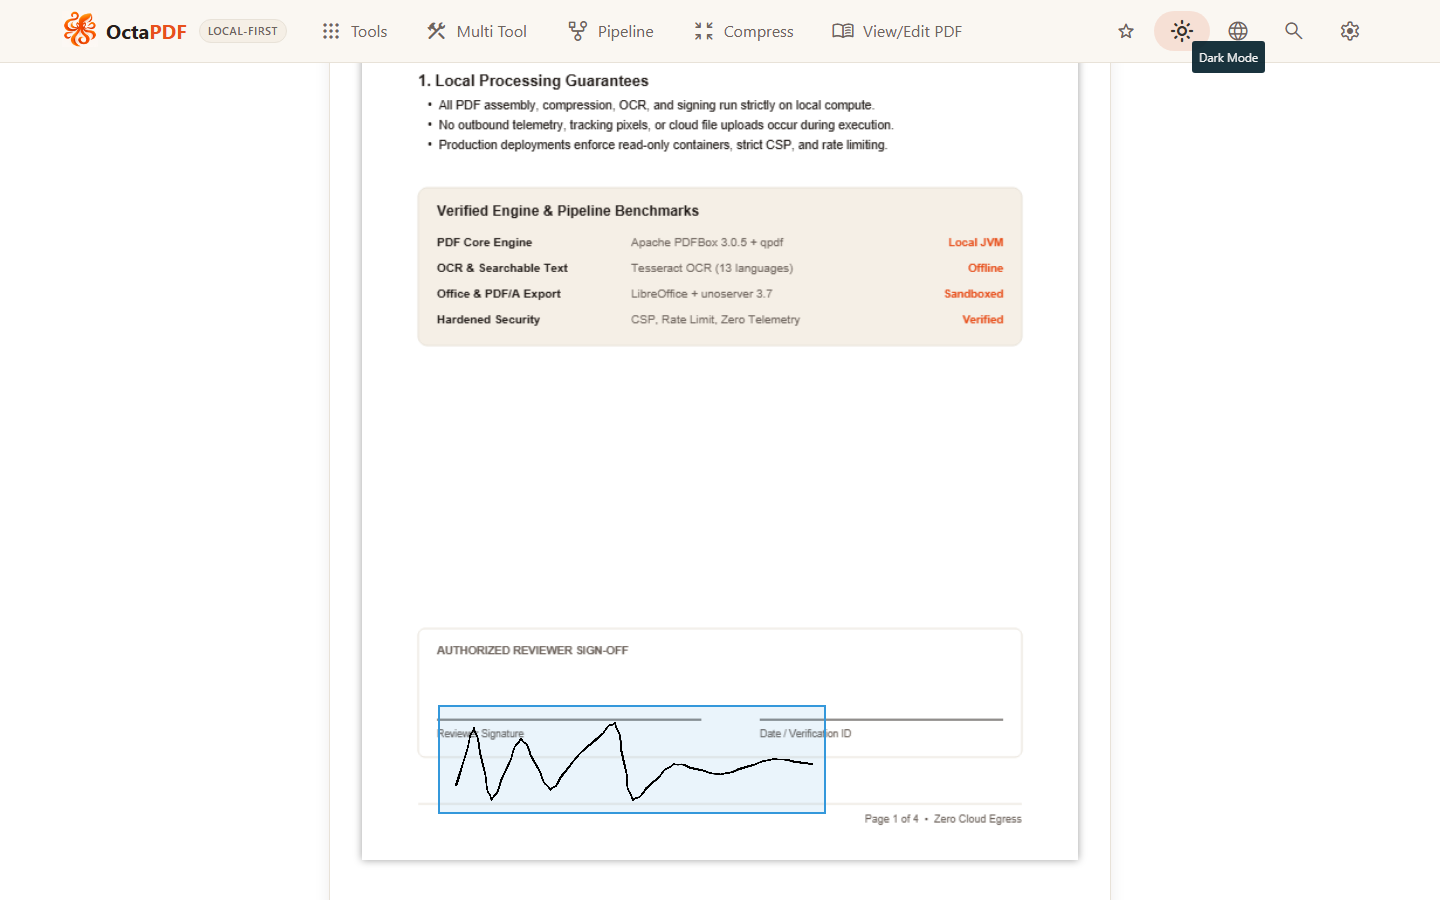 OctaPDF LOCAL-FIRST Tools Multi Tool Pipeline Compress View/Edit PDF
Dark Mode
1. Local Processing Guarantees
• All PDF assembly, compression, OCR, and signing run strictly on local compute.
• No outbound telemetry, tracking pixels, or cloud file uploads occur during execution.
• Production deployments enforce read-only containers, strict CSP, and rate limiting.
Verified Engine & Pipeline Benchmarks
PDF Core Engine Apache PDFBox 3.0.5 + qpdf Local JVM
OCR & Searchable Text Tesseract OCR (13 languages) Offline
Office & PDF/A Export LibreOffice + unoserver 3.7 Sandboxed
Hardened Security CSP, Rate Limit, Zero Telemetry Verified
AUTHORIZED REVIEWER SIGN-OFF
Reviewer Signature Date / Verification ID
Page 1 of 4 • Zero Cloud Egress